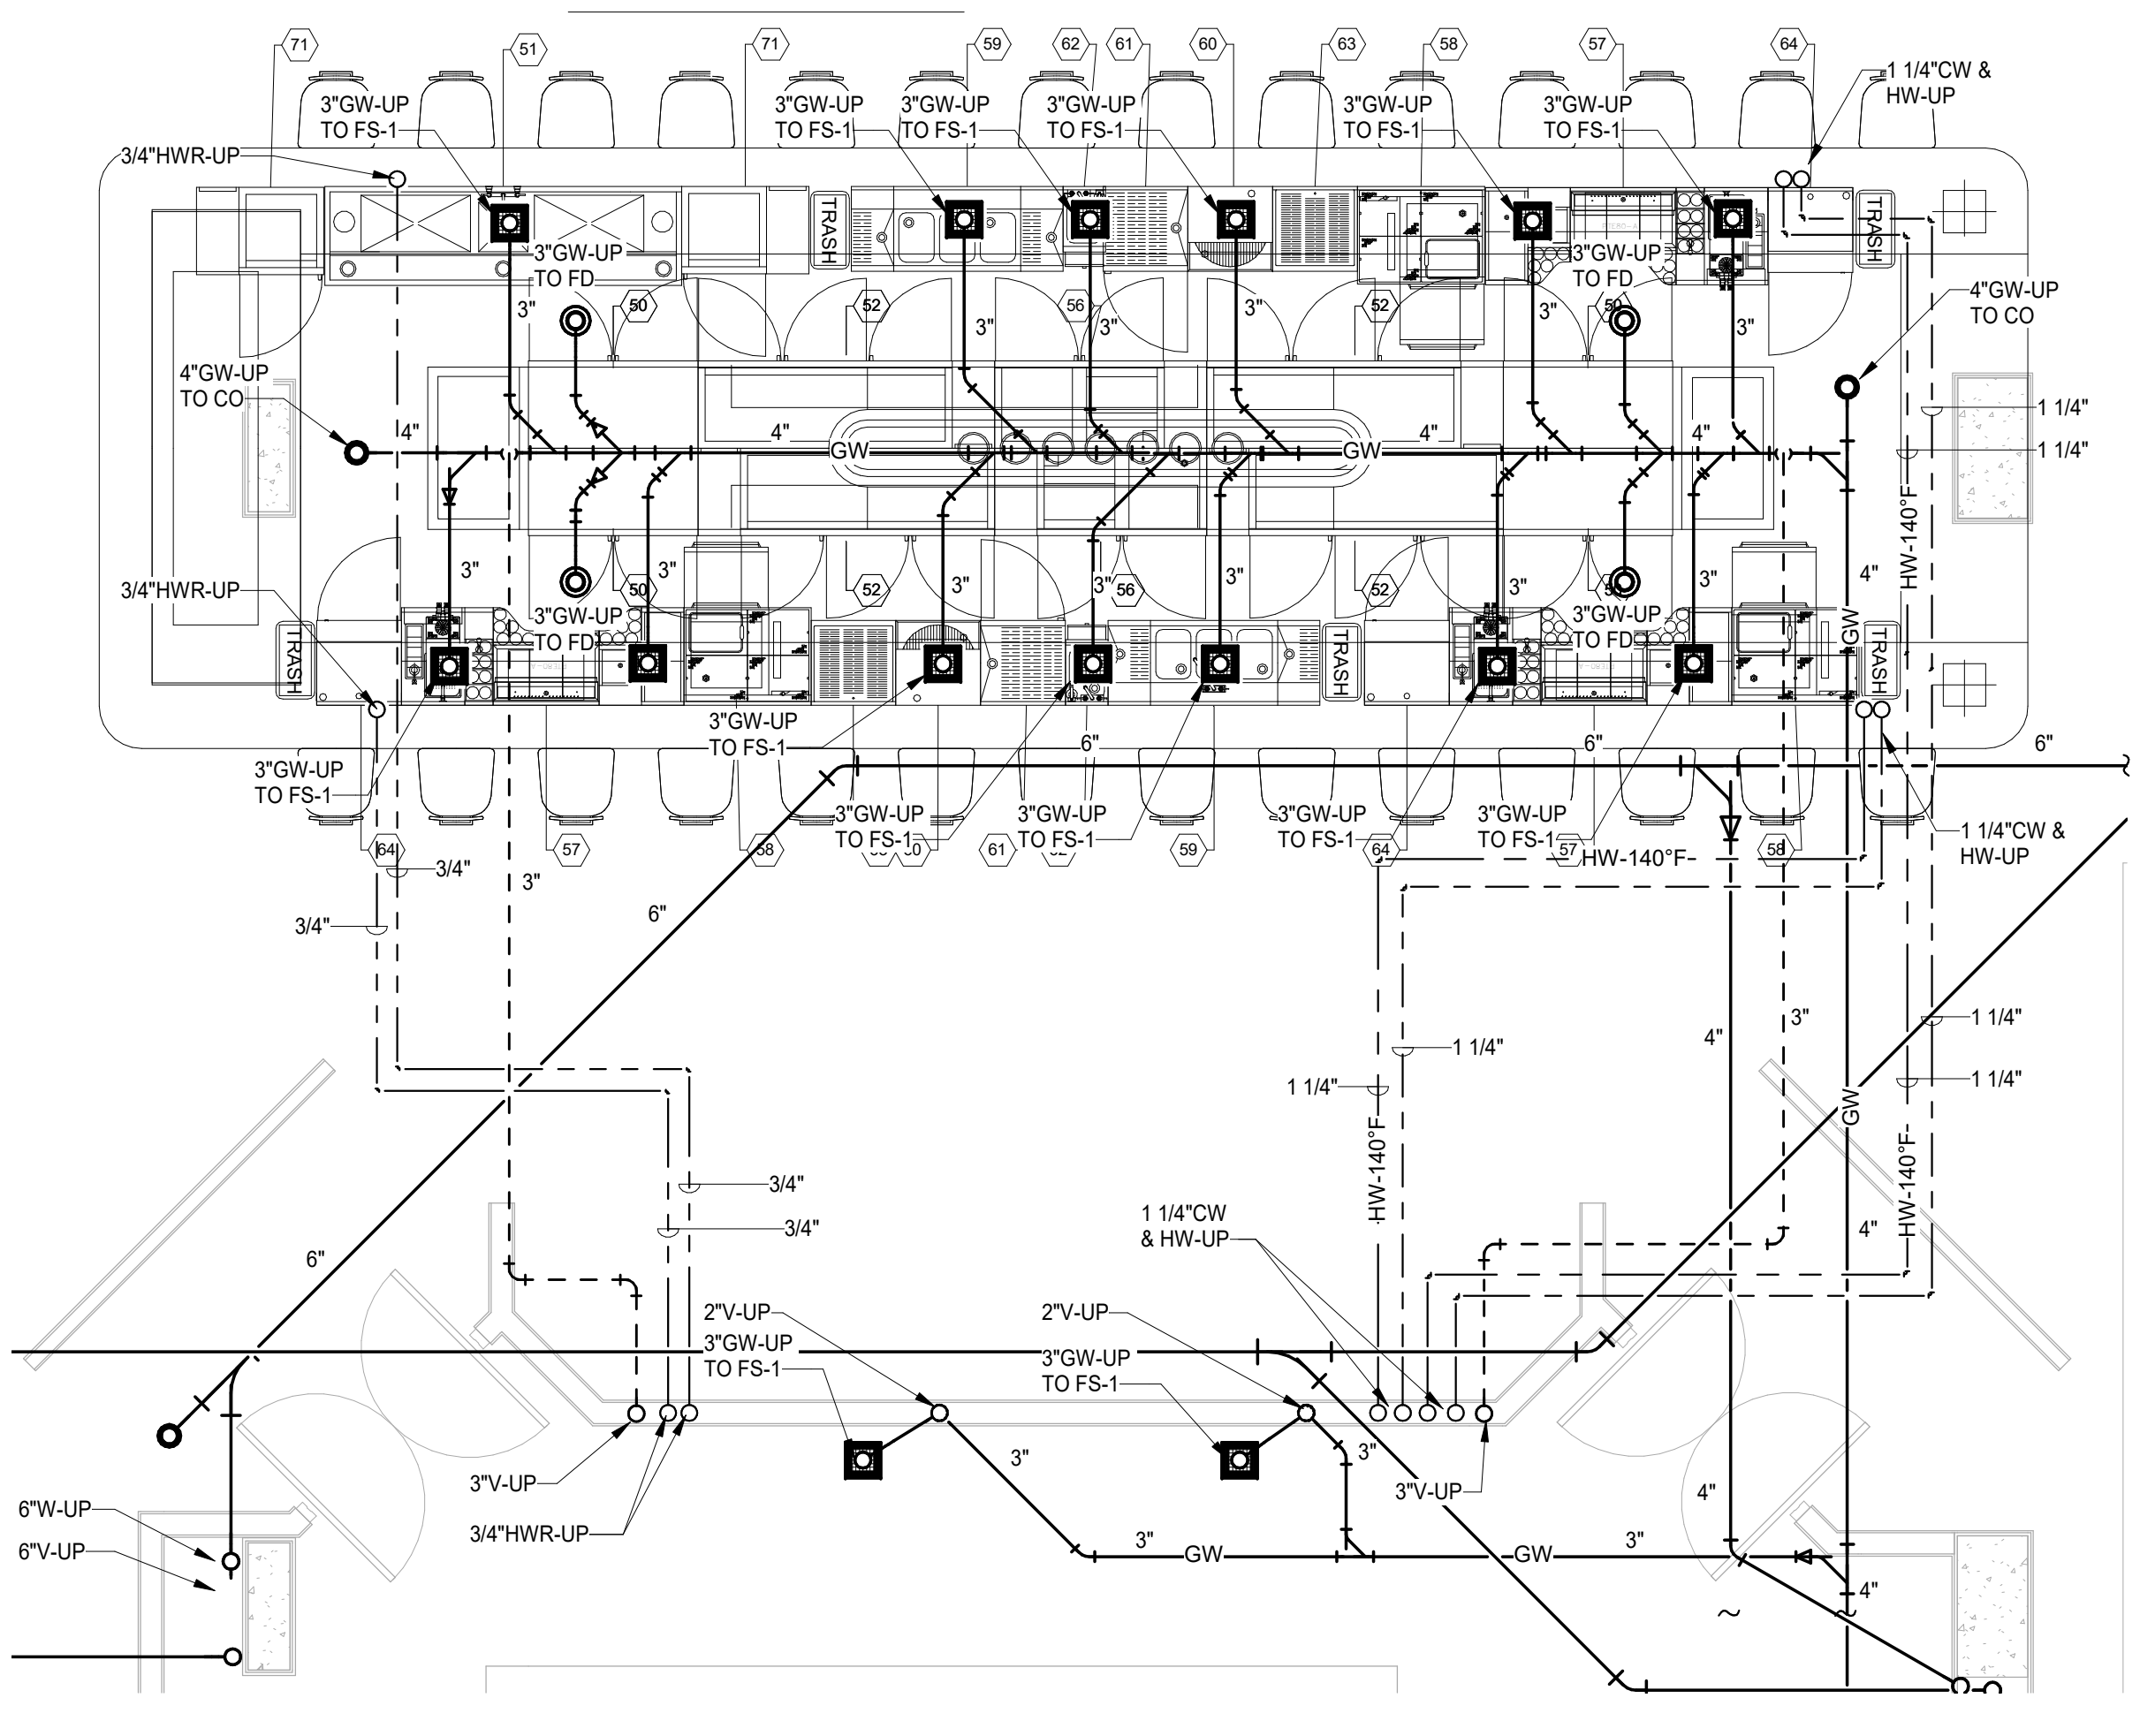 71
51
71
59
62
61
60
63
58
57
64
1 1/4"CW &
HW-UP
3"GW-UP
TO FS-1
3"GW-UP
TO FS-1
3"GW-UP
TO FS-1
3"GW-UP
TO FS-1
3"GW-UP
TO FS-1
3"GW-UP
TO FS-1
3/4"HWR-UP
TRASH
TRASH
3"GW-UP
TO FD
3"GW-UP
TO FD
3"
50
52
3"
56
3"
3"
52
3"
50
3"
4"GW-UP
TO CO
4"GW-UP
TO CO
4"
4"
GW
GW
4"
4"
1 1/4"
1 1/4"
HW-140°F
3"
50
3"
52
3"
3"
56
3"
52
3"
50
3"
4"
3/4"HWR-UP
3"GW-UP
TO FD
3"GW-UP
TO FD
GW
GW
TRASH
TRASH
TRASH
3"GW-UP
TO FS-1
6"
6"
6"
3"GW-UP
TO FS-1
3"GW-UP
TO FS-1
3"GW-UP
TO FS-1
3"GW-UP
TO FS-1
3"GW-UP
TO FS-1
1 1/4"CW &
HW-UP
64
57
58
60
61
62
59
64
57
58
HW-140°F
3/4"
3"
3/4"
6"
4"
3"
1 1/4"
1 1/4"
1 1/4"
1 1/4"
GW
HW-140°F
HW-140°F
3/4"
3/4"
1 1/4"CW
& HW-UP
4"
6"
2"V-UP
3"GW-UP
TO FS-1
2"V-UP
3"GW-UP
TO FS-1
3"
3"
3"V-UP
3"V-UP
4"
6"W-UP
3/4"HWR-UP
6"V-UP
3"
GW
GW
3"
4"